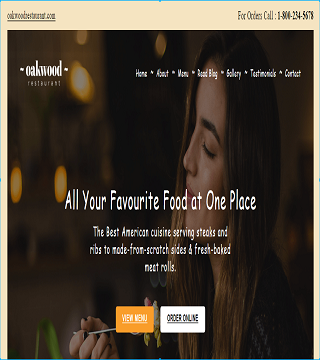 oakwoodrestaurant.com
For Orders Call : 1-800-234-5678
~ oakwood ~
restaurant
Home ~ About ~ Menu ~ Read Blog ~ Gallery ~ Testimonials ~ Contact
All Your Favourite Food at One Place
The Best American cuisine serving steaks and
ribs to made-from-scratch sides & fresh-baked
meat rolls.
VIEW MENU
ORDER ONLINE